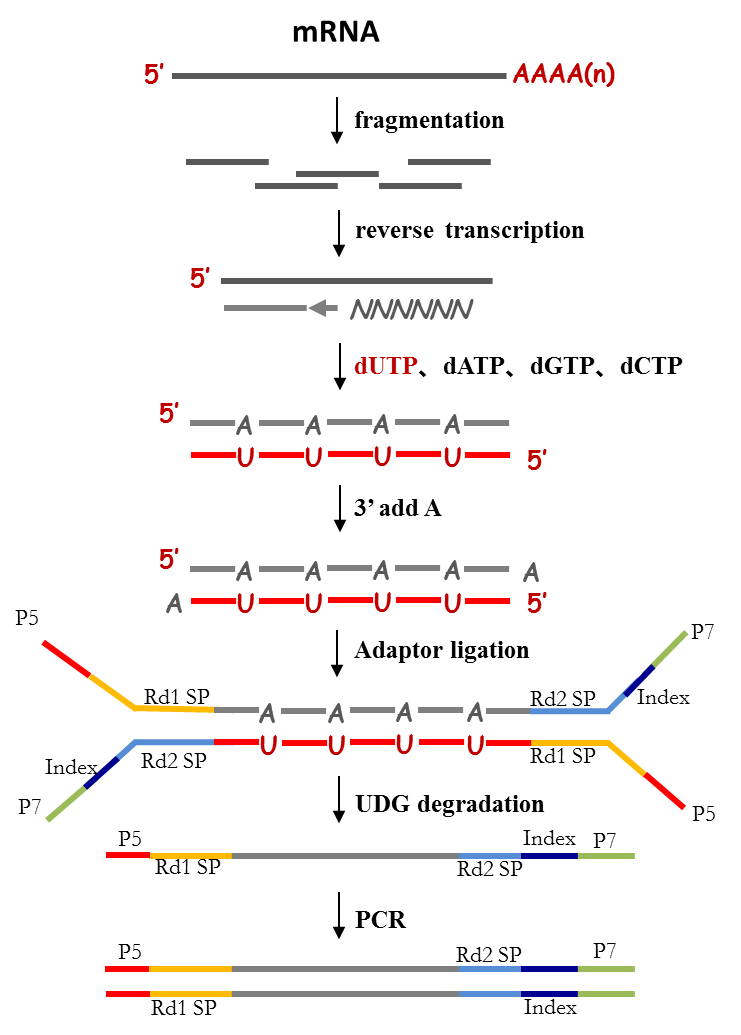 mRNA
5' AAAA(n)
fragmentation
reverse transcription
5'
NNNNNN
dUTP、dATP、dGTP、dCTP
5' A A A A
U U U U 5'
3’ add A
5' A A A A A
A U U U U 5'
Adaptor ligation
P5 P7
Rd1 SP A A A A Rd2 SP Index
Index Rd2 SP U U U U Rd1 SP
P7 P5
UDG degradation
P5 Index P7
Rd1 SP Rd2 SP
PCR
P5 Rd2 SP P7
Rd1 SP Index